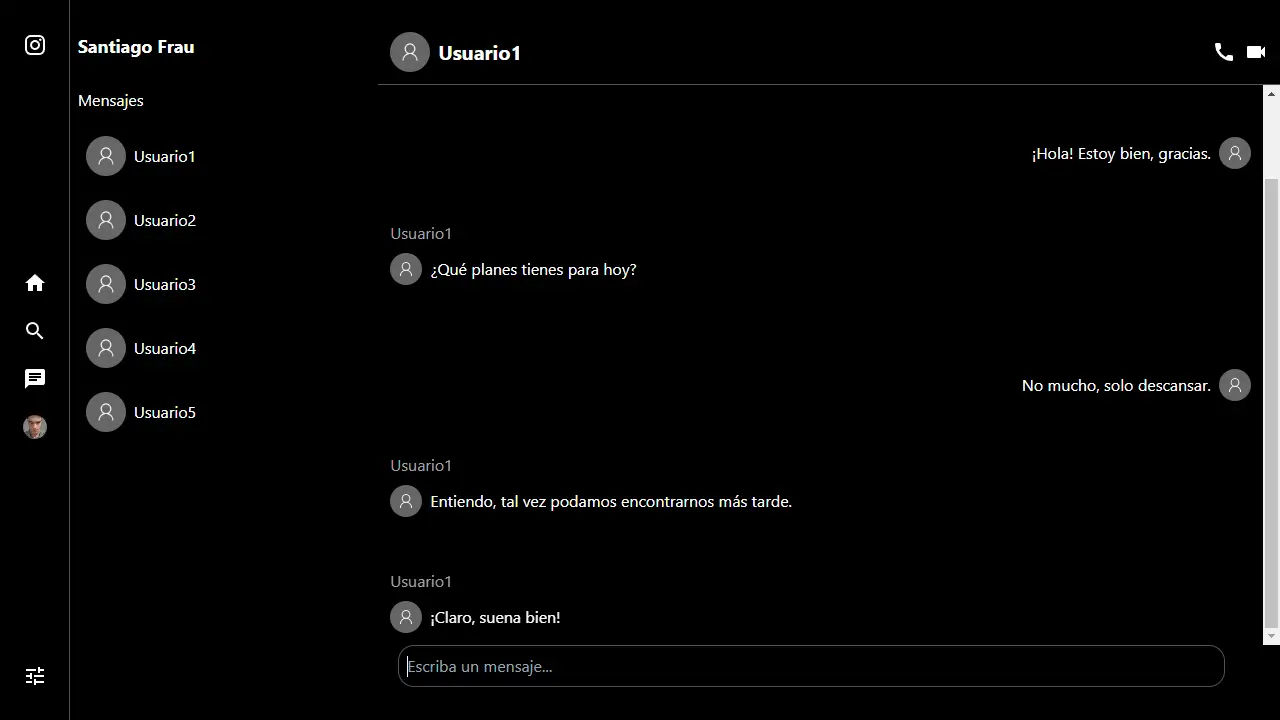 Santiago Frau
Mensajes
Usuario1
Usuario2
Usuario3
Usuario4
Usuario5
Usuario1
¡Hola! Estoy bien, gracias.
Usuario1
¿Qué planes tienes para hoy?
No mucho, solo descansar.
Usuario1
Entiendo, tal vez podamos encontrarnos más tarde.
Usuario1
¡Claro, suena bien!
Escriba un mensaje...